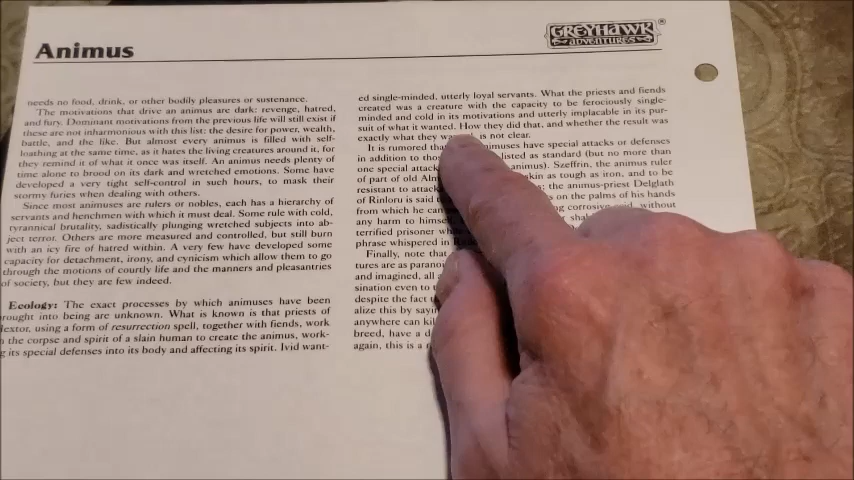 Animus
GREYHAWK®
ADVENTURES
needs no food, drink, or other bodily pleasures or sustenance.
The motivations that drive an animus are dark: revenge, hatred,
and fury. Dominant motivations from the previous life will still exist if
these are not inharmonious with this list: the desire for power, wealth,
battle, and the like. But almost every animus is filled with self-
loathing at the same time, as it hates the living creatures around it, for
they remind it of what it once was itself. An animus needs plenty of
time alone to brood on its dark and wretched emotions. Some have
developed a very tight self-control in such hours, to mask their
stormy furies when dealing with others.
Since most animuses are rulers or nobles, each has a hierarchy of
servants and henchmen with which it must deal. Some rule with cold,
tyrannical brutality, sadistically plunging wretched subjects into ab-
ject terror. Others are more measured and controlled, but still burn
with an icy fire of hatred within. A very few have developed some
capacity for detachment, irony, and cynicism which allow them to go
through the motions of courtly life and the manners and pleasantries
of society, but they are few indeed.
Ecology: The exact processes by which animuses have been
rought into being are unknown. What is known is that priests of
Hextor, using a form of resurrection spell, together with fiends, work
n the corpse and spirit of a slain human to create the animus, work-
g its special defenses into its body and affecting its spirit. Ivid want-
ed single-minded, utterly loyal servants. What the priests and fiends
created was a creature with the capacity to be ferociously single-
minded and cold in its motivations and utterly implacable in its pur-
suit of what it wanted. How they did that, and whether the result was
exactly what they is not clear.
It is rumored animuses have special attacks or defenses
in addition to listed as standard (but no more than
one special attack animus). Szeffrin, the animus ruler
of part of old skin as tough as iron, and to be
resistant to the animus-priest Delglath
of Rinloru is said on the palms of his hands
from which he corrosive without
any harm to
terrified prisoner
phrase whispered in
Finally, note that
tures are
and imagined, all
sination even to
despite the fact
alize this by
anywhere can
breed, have a
again, this is a